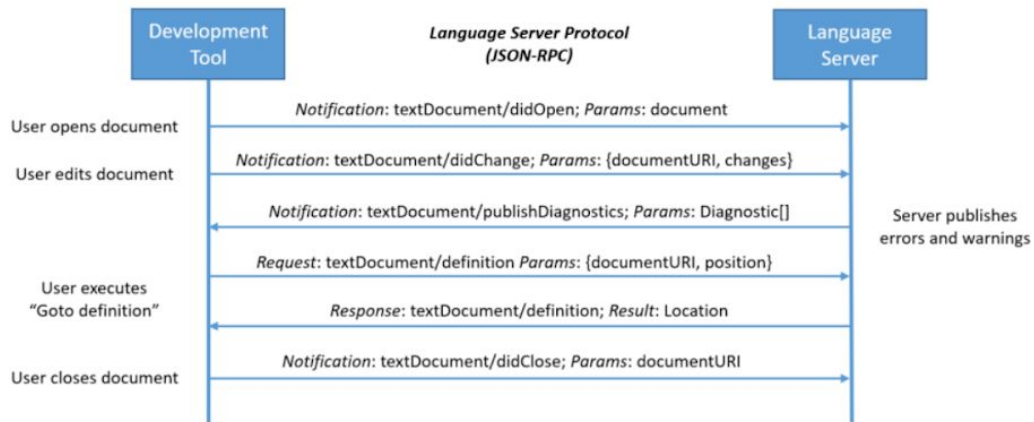 Development
Tool
Language Server Protocol
(JSON-RPC)
Language
Server
Notification: textDocument/didOpen; Params: document
User opens document
Notification: textDocument/didChange; Params: {documentURI, changes}
User edits document
Notification: textDocument/publishDiagnostics; Params: Diagnostic[]
Server publishes
errors and warnings
Request: textDocument/definition Params: {documentURI, position}
User executes
“Goto definition”
Response: textDocument/definition; Result: Location
Notification: textDocument/didClose; Params: documentURI
User closes document